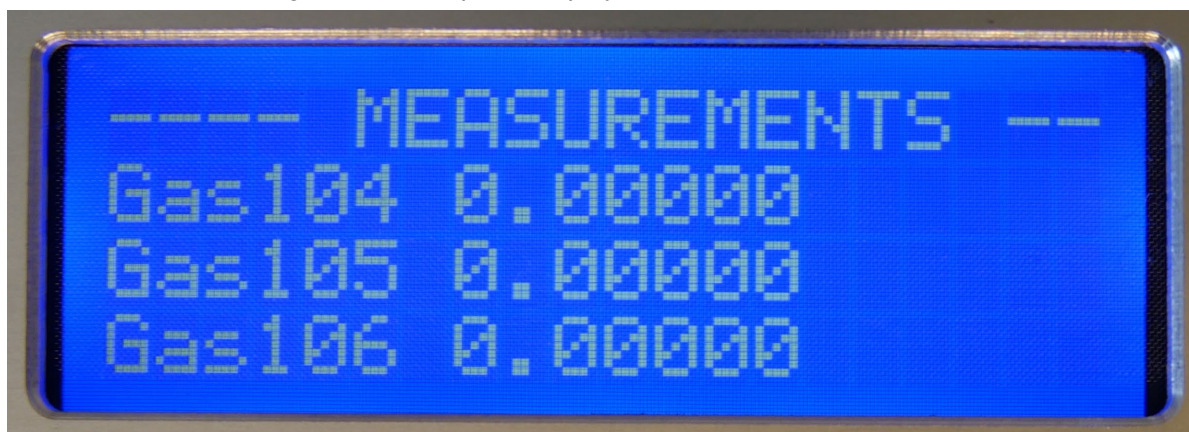 ---- MEASUREMENTS --
Gas104 0.00000
Gas105 0.00000
Gas106 0.00000